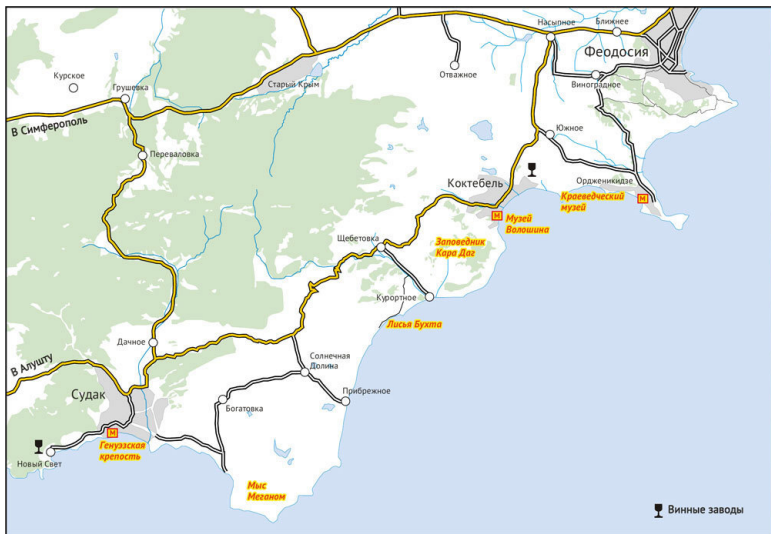 Насыпное
Ближнее
Феодосия
Курское
Отважное
Виноградное
Грушевка
Старый Крым
В Симферополь
Южное
Переваловка
Коктебель
Орджоникидзе
М
Краеведческий
музей
М
Музей
Волошина
Щебетовка
Заповедник
Кара Даг
Курортное
Лисья Бухта
Дачное
В Алушту
Солнечная
Долина
Судак
Прибрежное
Богатовка
М
Генуэзская
крепость
Новый Свет
Мыс
Меганом
Винные заводы